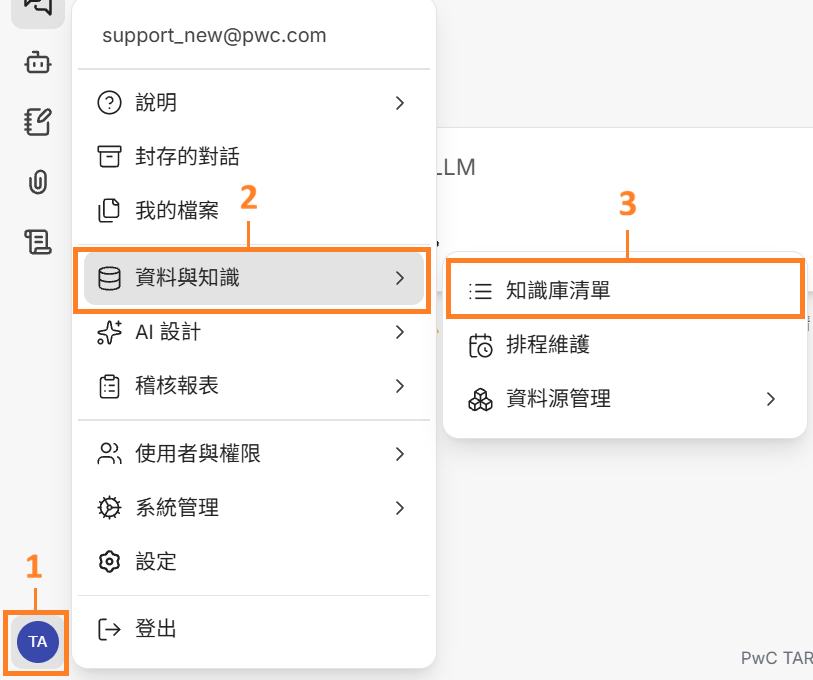 support_new@pwc.com
說明
封存的對話
我的檔案
2
資料與知識
AI 設計
稽核報表
使用者與權限
系統管理
設定
登出
1
TA
LLM
3
知識庫清單
排程維護
資料源管理
PwC TAR